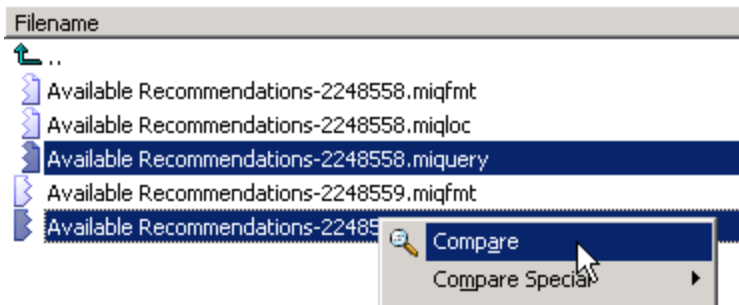 Filename
..
Available Recommendations-2248558.miqfmt
Available Recommendations-2248558.miqloc
Available Recommendations-2248558.miquery
Available Recommendations-2248559.miqfmt
Available Recommendations-22485
Compare
Compare Special